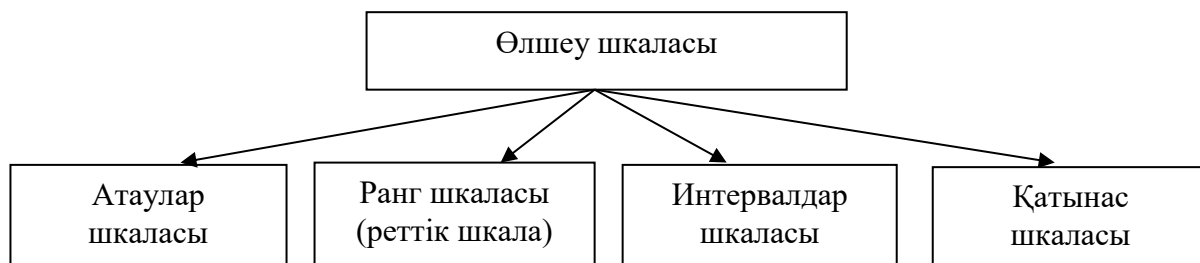 Өлшеу шкаласы
Атаулар
шкаласы
Ранг шкаласы
(реттік шкала)
Интервалдар
шкаласы
Қатынас
шкаласы